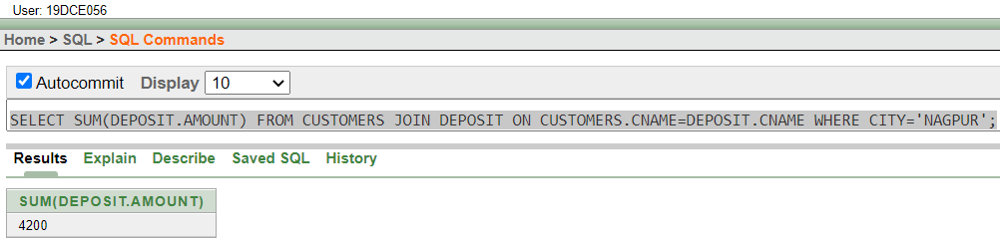 User: 19DCE056
Home > SQL > SQL Commands
Autocommit Display 10
SELECT SUM(DEPOSIT.AMOUNT) FROM CUSTOMERS JOIN DEPOSIT ON CUSTOMERS.CNAME=DEPOSIT.CNAME WHERE CITY='NAGPUR';
Results Explain Describe Saved SQL History
SUM(DEPOSIT.AMOUNT)
4200